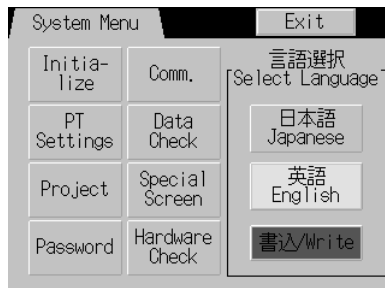 System Menu
Exit
Initia-
lize
Comm.
PT
Settings
Data
Check
Project
Special
Screen
Password
Hardware
Check
言語選択
Select Language
日本語
Japanese
英語
English
書込/Write